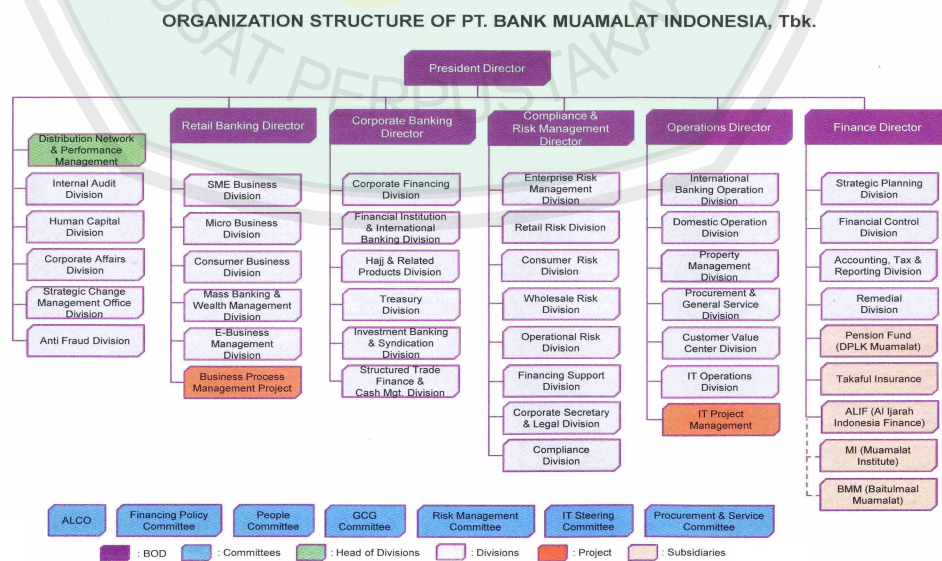 ORGANIZATION STRUCTURE OF PT. BANK MUAMALAT INDONESIA, Tbk.
PUSAT PERPUSTAKAAN
President Director
Distribution Network
& Performance
Management
Internal Audit
Division
Human Capital
Division
Corporate Affairs
Division
Strategic Change
Management Office
Division
Anti Fraud Division
Retail Banking Director
SME Business
Division
Micro Business
Division
Consumer Business
Division
Mass Banking &
Wealth Management
Division
E-Business
Management
Division
Business Process
Management Project
Corporate Banking
Director
Corporate Financing
Division
Financial Institution
& International
Banking Division
Hajj & Related
Products Division
Treasury
Division
Investment Banking
& Syndication
Division
Structured Trade
Finance &
Cash Mgt. Division
Compliance &
Risk Management
Director
Enterprise Risk
Management
Division
Retail Risk Division
Consumer Risk
Division
Wholesale Risk
Division
Operational Risk
Division
Financing Support
Division
Corporate Secretary
& Legal Division
Compliance
Division
Operations Director
International
Banking Operation
Division
Domestic Operation
Division
Property
Management
Division
Procurement &
General Service
Division
Customer Value
Center Division
IT Operations
Division
IT Project
Management
Finance Director
Strategic Planning
Division
Financial Control
Division
Accounting, Tax &
Reporting Division
Remedial
Division
Pension Fund
(DPLK Muamalat)
Takaful Insurance
ALIF (Al Ijarah
Indonesia Finance)
MI (Muamalat
Institute)
BMM (Baitulmaal
Muamalat)
ALCO
Financing Policy
Committee
People
Committee
GCG
Committee
Risk Management
Committee
IT Steering
Committee
Procurement & Service
Committee
: BOD
: Committees
: Head of Divisions
: Divisions
: Project
: Subsidiaries